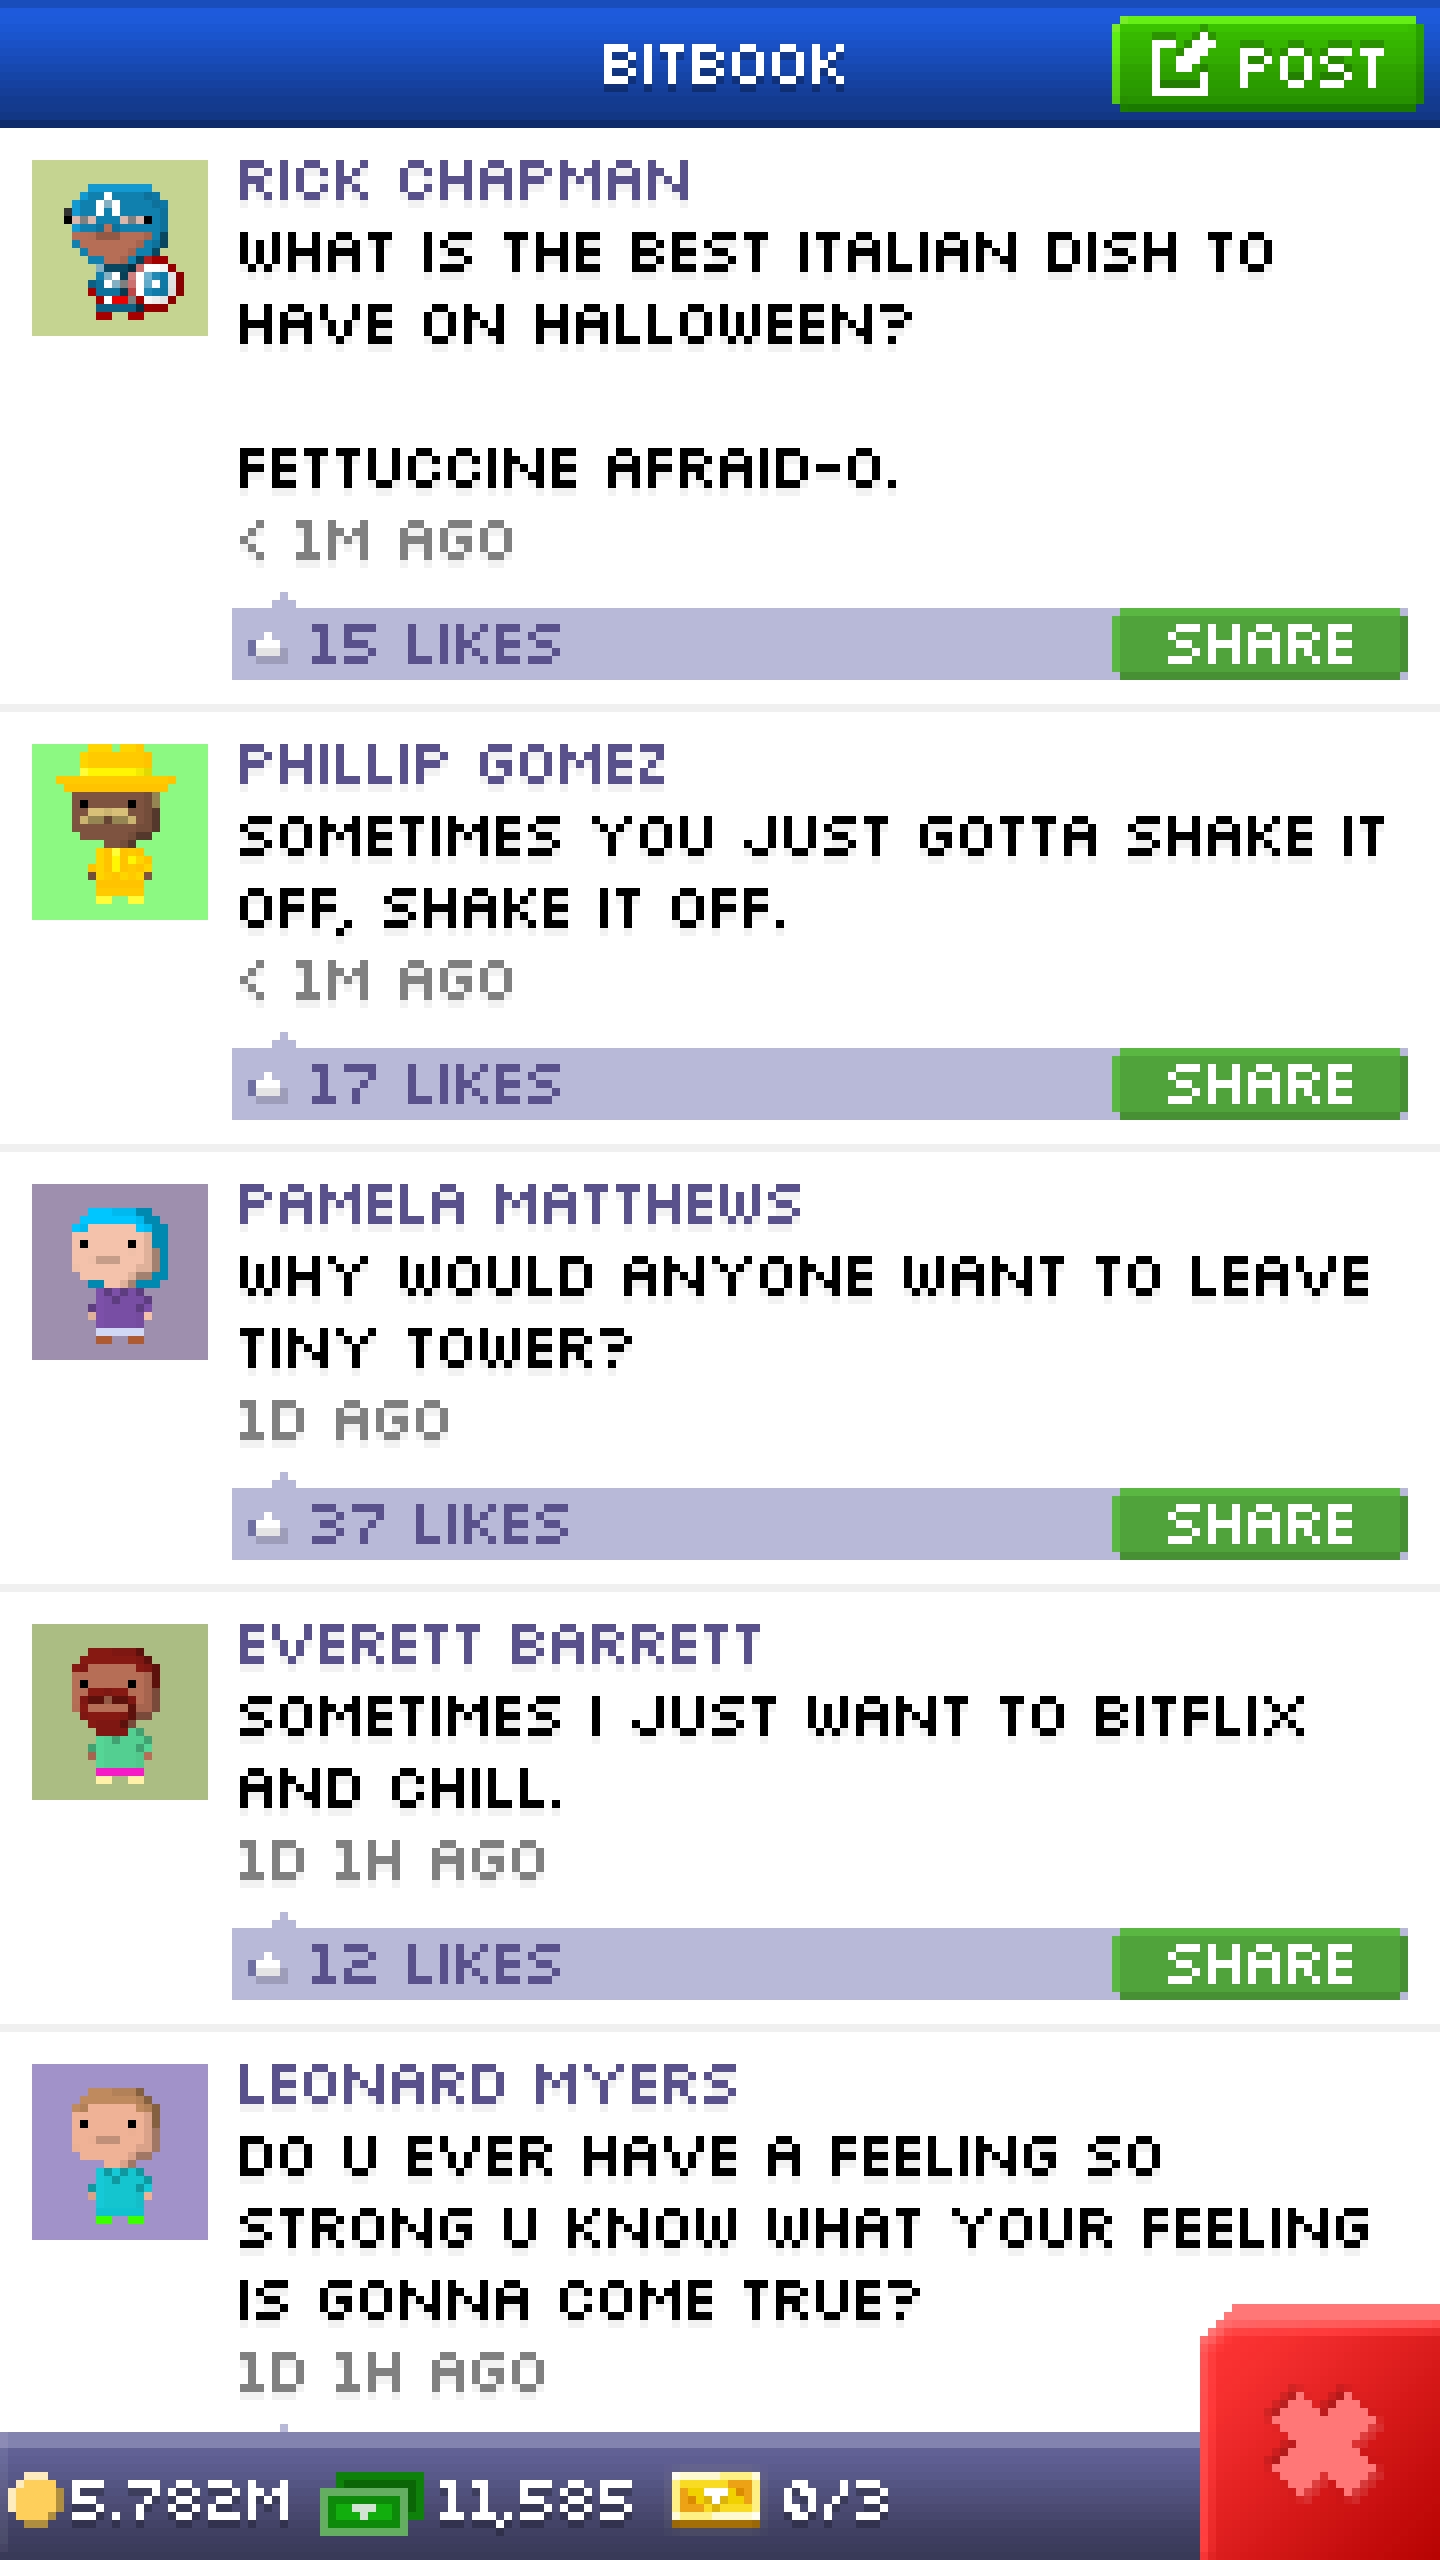 BITBOOK
POST
RICK CHAPMAN
WHAT IS THE BEST ITALIAN DISH TO
HAVE ON HALLOWEEN?
FETTUCCINE AFRAID-O.
< 1M AGO
15 LIKES
SHARE
PHILLIP GOMEZ
SOMETIMES YOU JUST GOTTA SHAKE IT
OFF, SHAKE IT OFF.
< 1M AGO
17 LIKES
SHARE
PAMELA MATTHEWS
WHY WOULD ANYONE WANT TO LEAVE
TINY TOWER?
1D AGO
37 LIKES
SHARE
EVERETT BARRETT
SOMETIMES I JUST WANT TO BITFLIX
AND CHILL.
1D 1H AGO
12 LIKES
SHARE
LEONARD MYERS
DO U EVER HAVE A FEELING SO
STRONG U KNOW WHAT YOUR FEELING
IS GONNA COME TRUE?
1D 1H AGO
5.782M 11,585 0/3